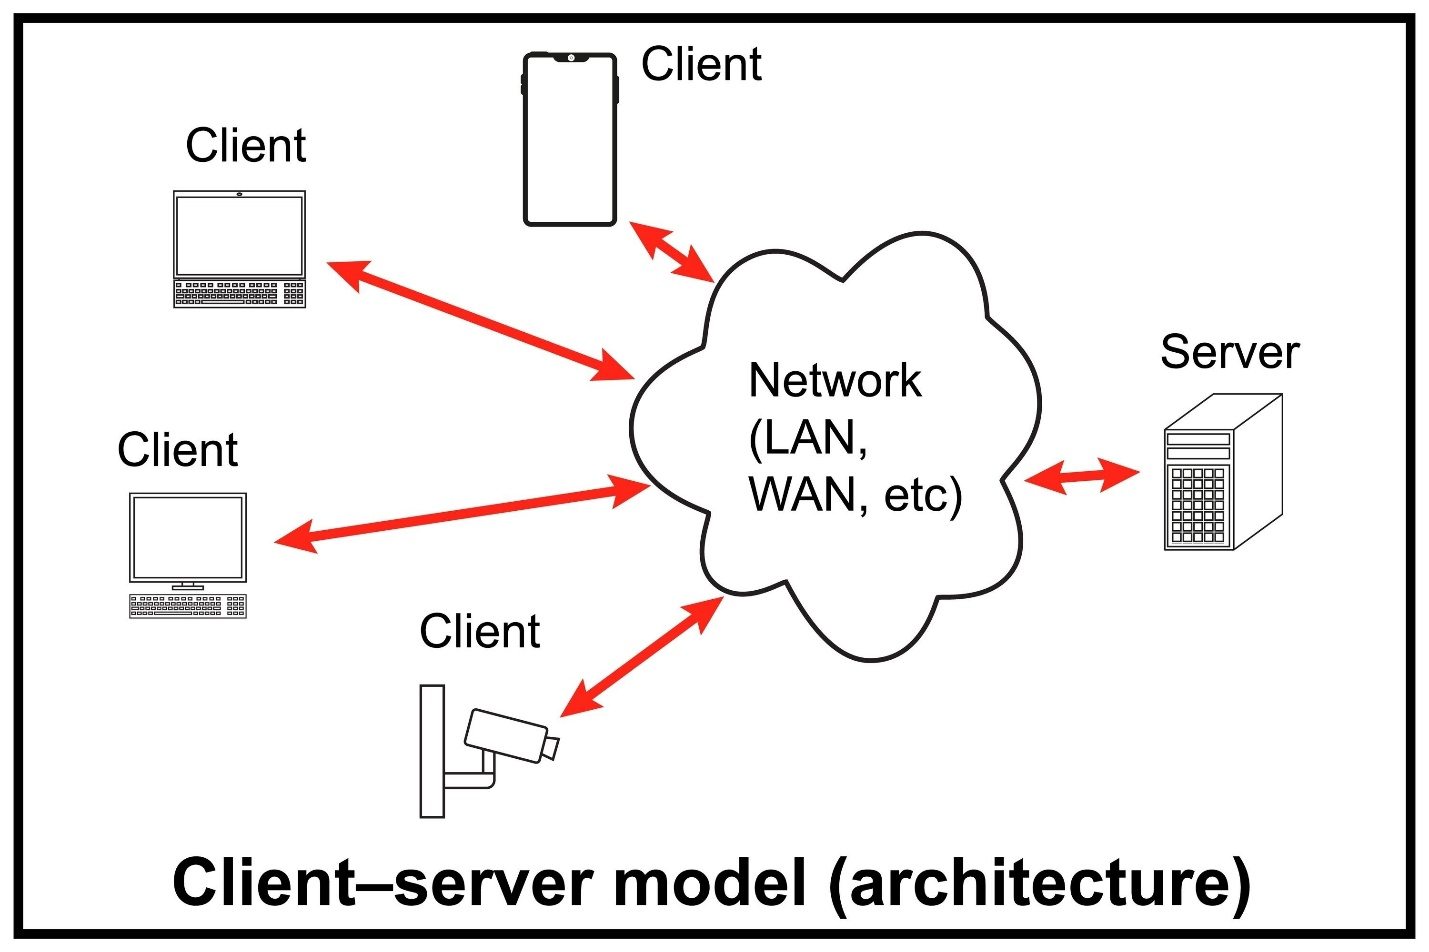 Client
Client
Client
Client
Network
(LAN,
WAN, etc)
Server
Client–server model (architecture)